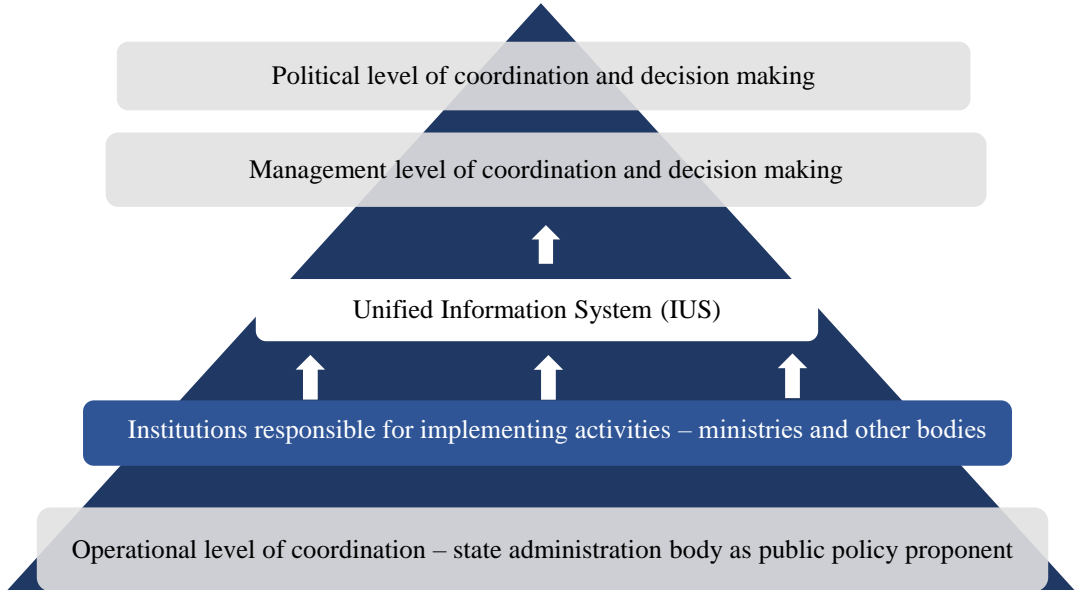 Political level of coordination and decision making
Management level of coordination and decision making
Unified Information System (IUS)
Institutions responsible for implementing activities – ministries and other bodies
Operational level of coordination – state administration body as public policy proponent